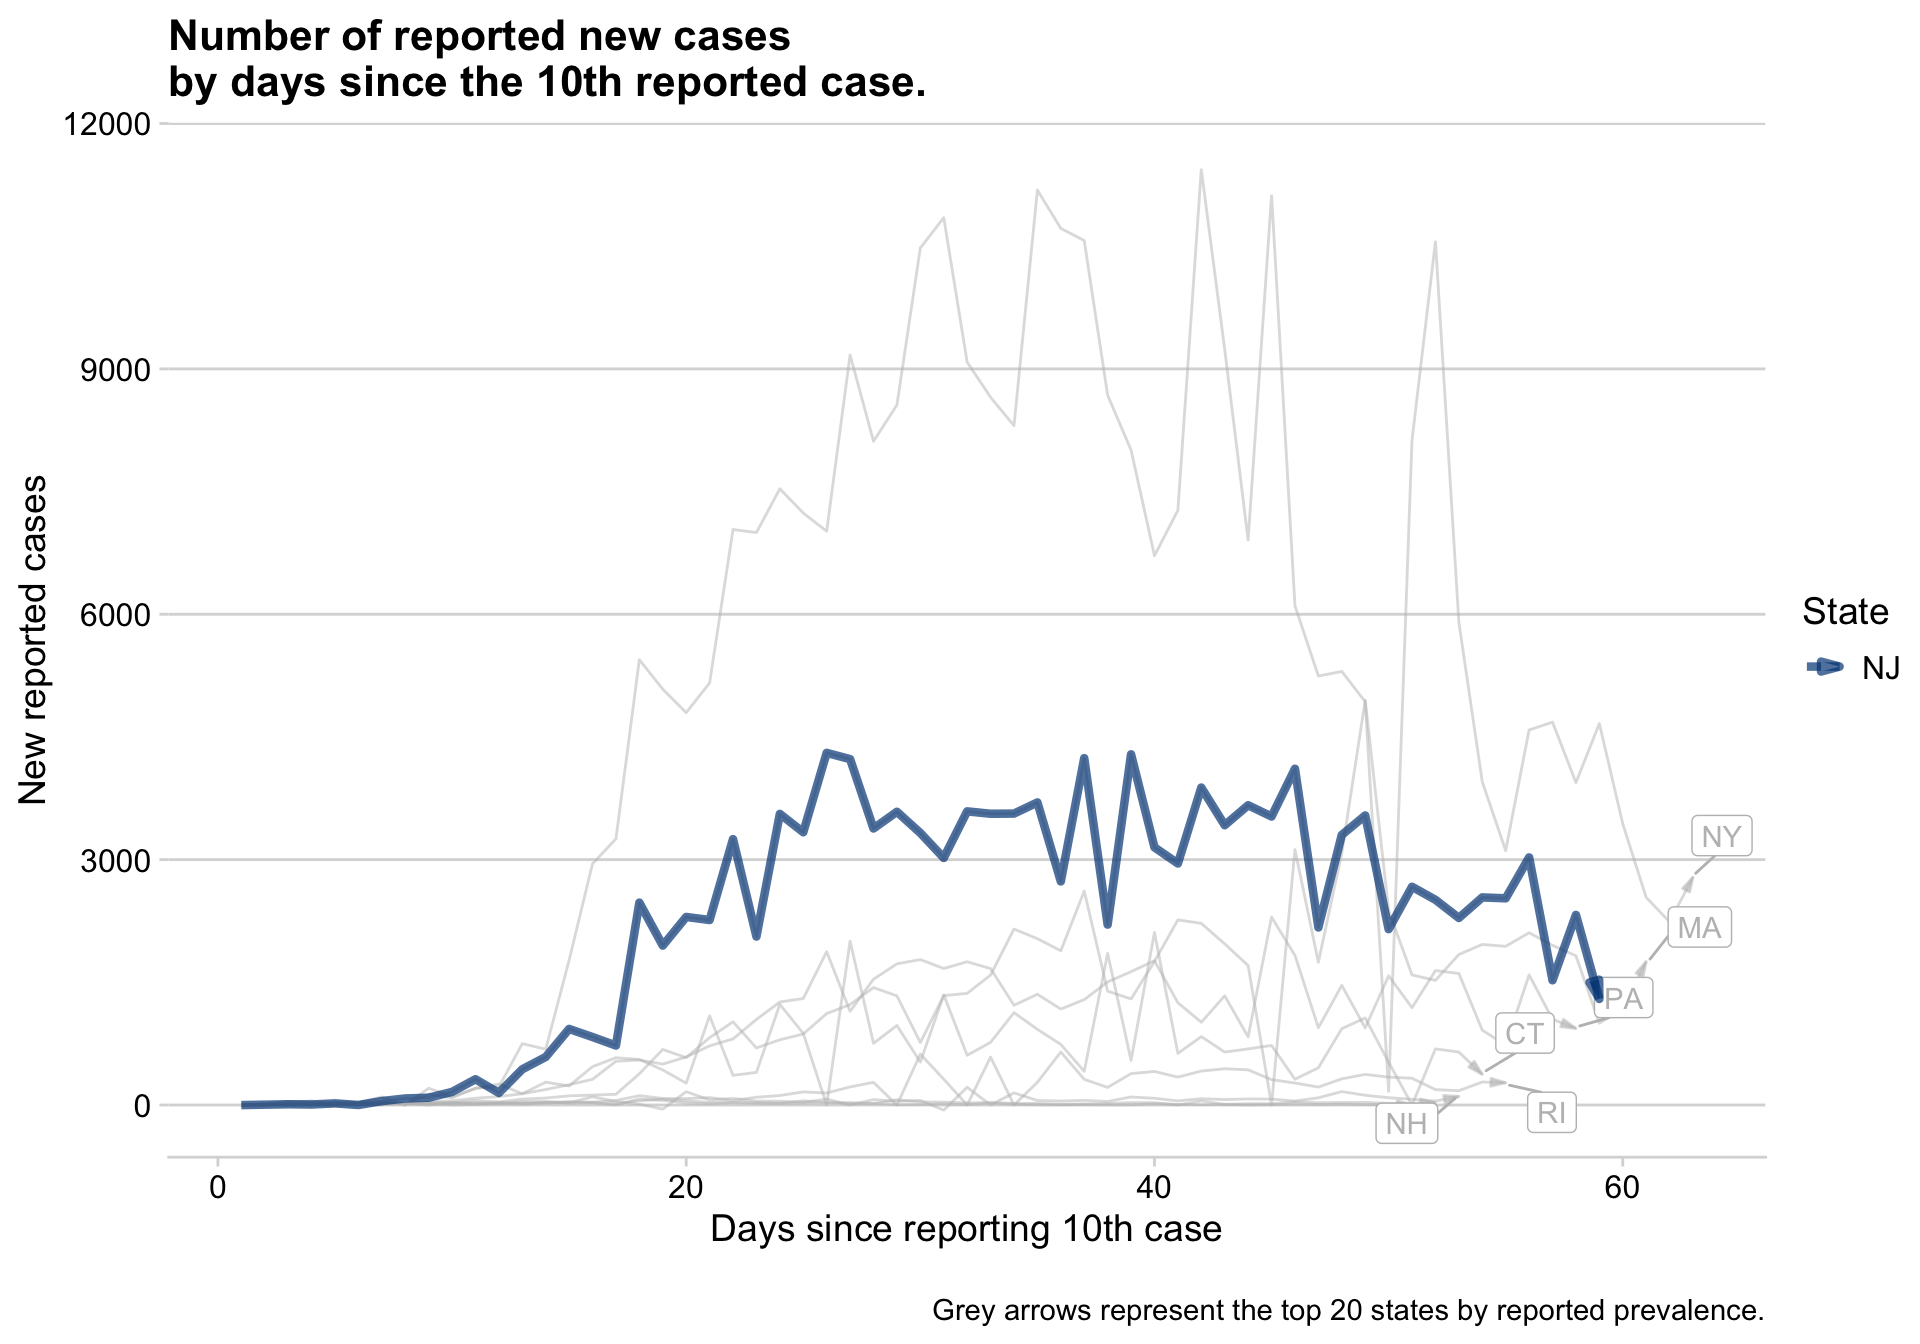 Number of reported new cases
by days since the 10th reported case.
12000
9000
6000
3000
0
New reported cases
0
20
40
60
Days since reporting 10th case
State
NJ
NY
MA
PA
CT
RI
NH
Grey arrows represent the top 20 states by reported prevalence.